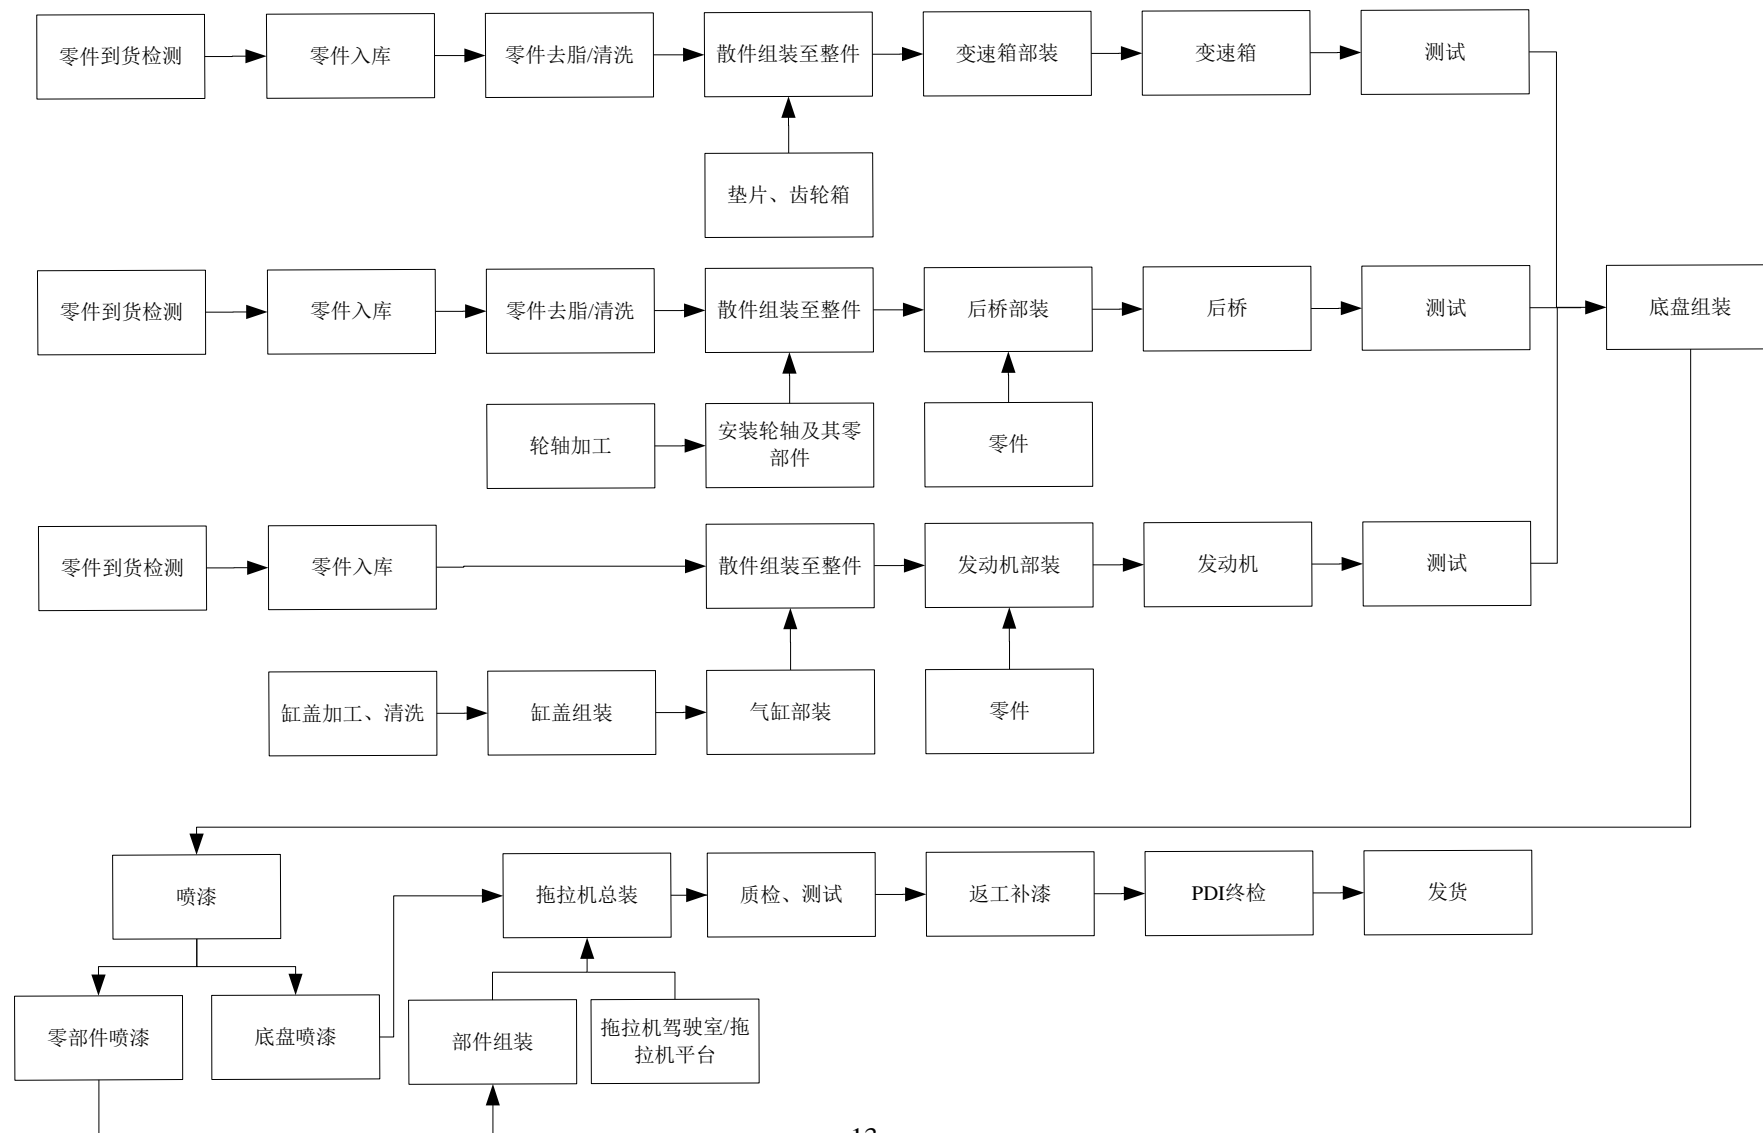 零件到货检测
零件入库
零件去脂/清洗
散件组装至整件
变速箱部装
变速箱
测试
垫片、齿轮箱
零件到货检测
零件入库
零件去脂/清洗
散件组装至整件
后桥部装
后桥
测试
底盘组装
轮轴加工
安装轮轴及其零
部件
零件
零件到货检测
零件入库
散件组装至整件
发动机部装
发动机
测试
缸盖加工、清洗
缸盖组装
气缸部装
零件
喷漆
拖拉机总装
质检、测试
返工补漆
PDI终检
发货
零部件喷漆
底盘喷漆
部件组装
拖拉机驾驶室/拖
拉机平台